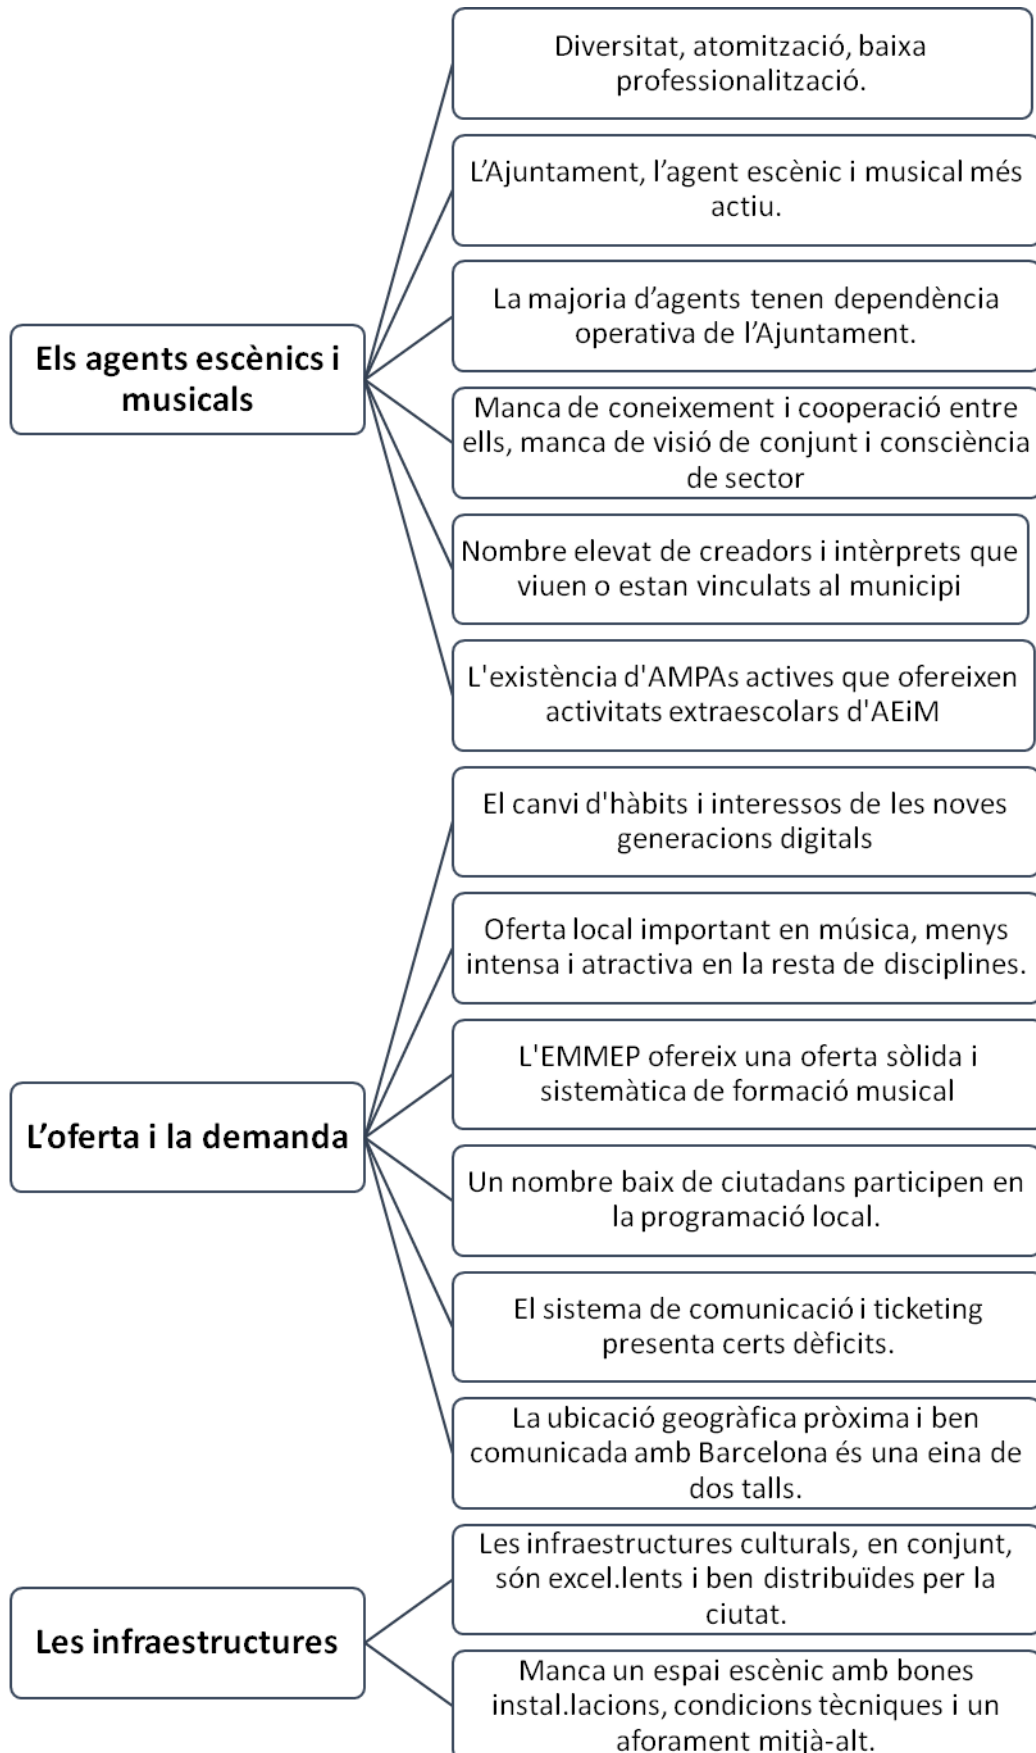 Els agents escènics i
musicals
Diversitat, atomització, baixa
professionalització.
L’Ajuntament, l’agent escènic i musical més
actiu.
La majoria d’agents tenen dependència
operativa de l’Ajuntament.
Manca de coneixement i cooperació entre
ells, manca de visió de conjunt i consciència
de sector
Nombre elevat de creadors i intèrprets que
viuen o estan vinculats al municipi
L'existència d'AMPAs actives que ofereixen
activitats extraescolars d'AEiM
L’oferta i la demanda
El canvi d'hàbits i interessos de les noves
generacions digitals
Oferta local important en música, menys
intensa i atractiva en la resta de disciplines.
L'EMMEP ofereix una oferta sòlida i
sistemàtica de formació musical
Un nombre baix de ciutadans participen en
la programació local.
El sistema de comunicació i ticketing
presenta certs dèficits.
La ubicació geogràfica pròxima i ben
comunicada amb Barcelona és una eina de
dos talls.
Les infraestructures
Les infraestructures culturals, en conjunt,
són excel.lents i ben distribuïdes per la
ciutat.
Manca un espai escènic amb bones
instal.lacions, condicions tècniques i un
aforament mitjà-alt.